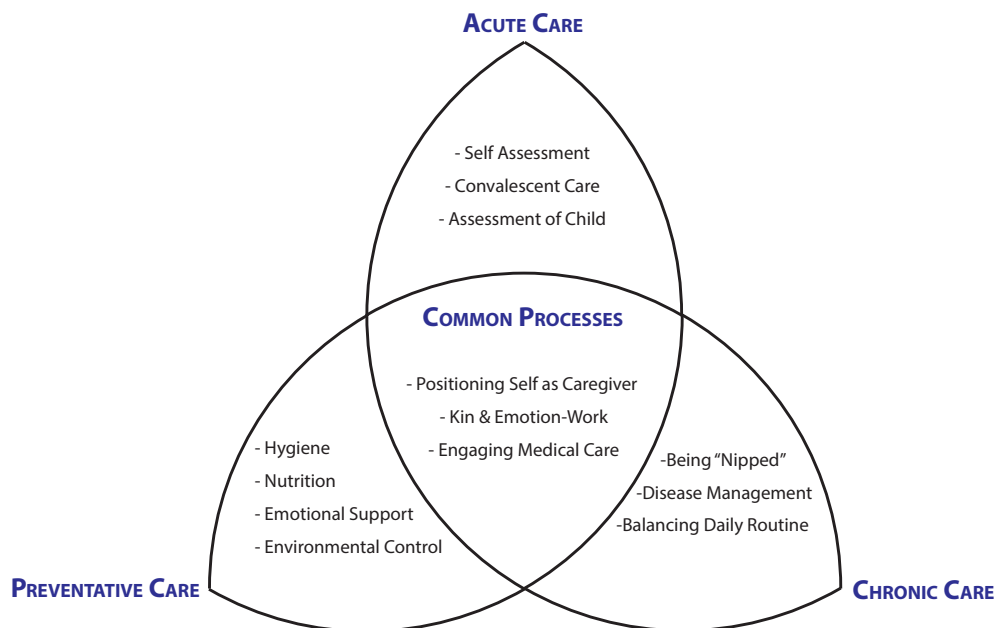 ACUTE CARE
- Self Assessment
- Convalescent Care
- Assessment of Child
COMMON PROCESSES
- Positioning Self as Caregiver
- Kin & Emotion-Work
- Engaging Medical Care
- Hygiene
- Nutrition
- Emotional Support
- Environmental Control
-Being “Nipped”
-Disease Management
-Balancing Daily Routine
PREVENTATIVE CARE
CHRONIC CARE